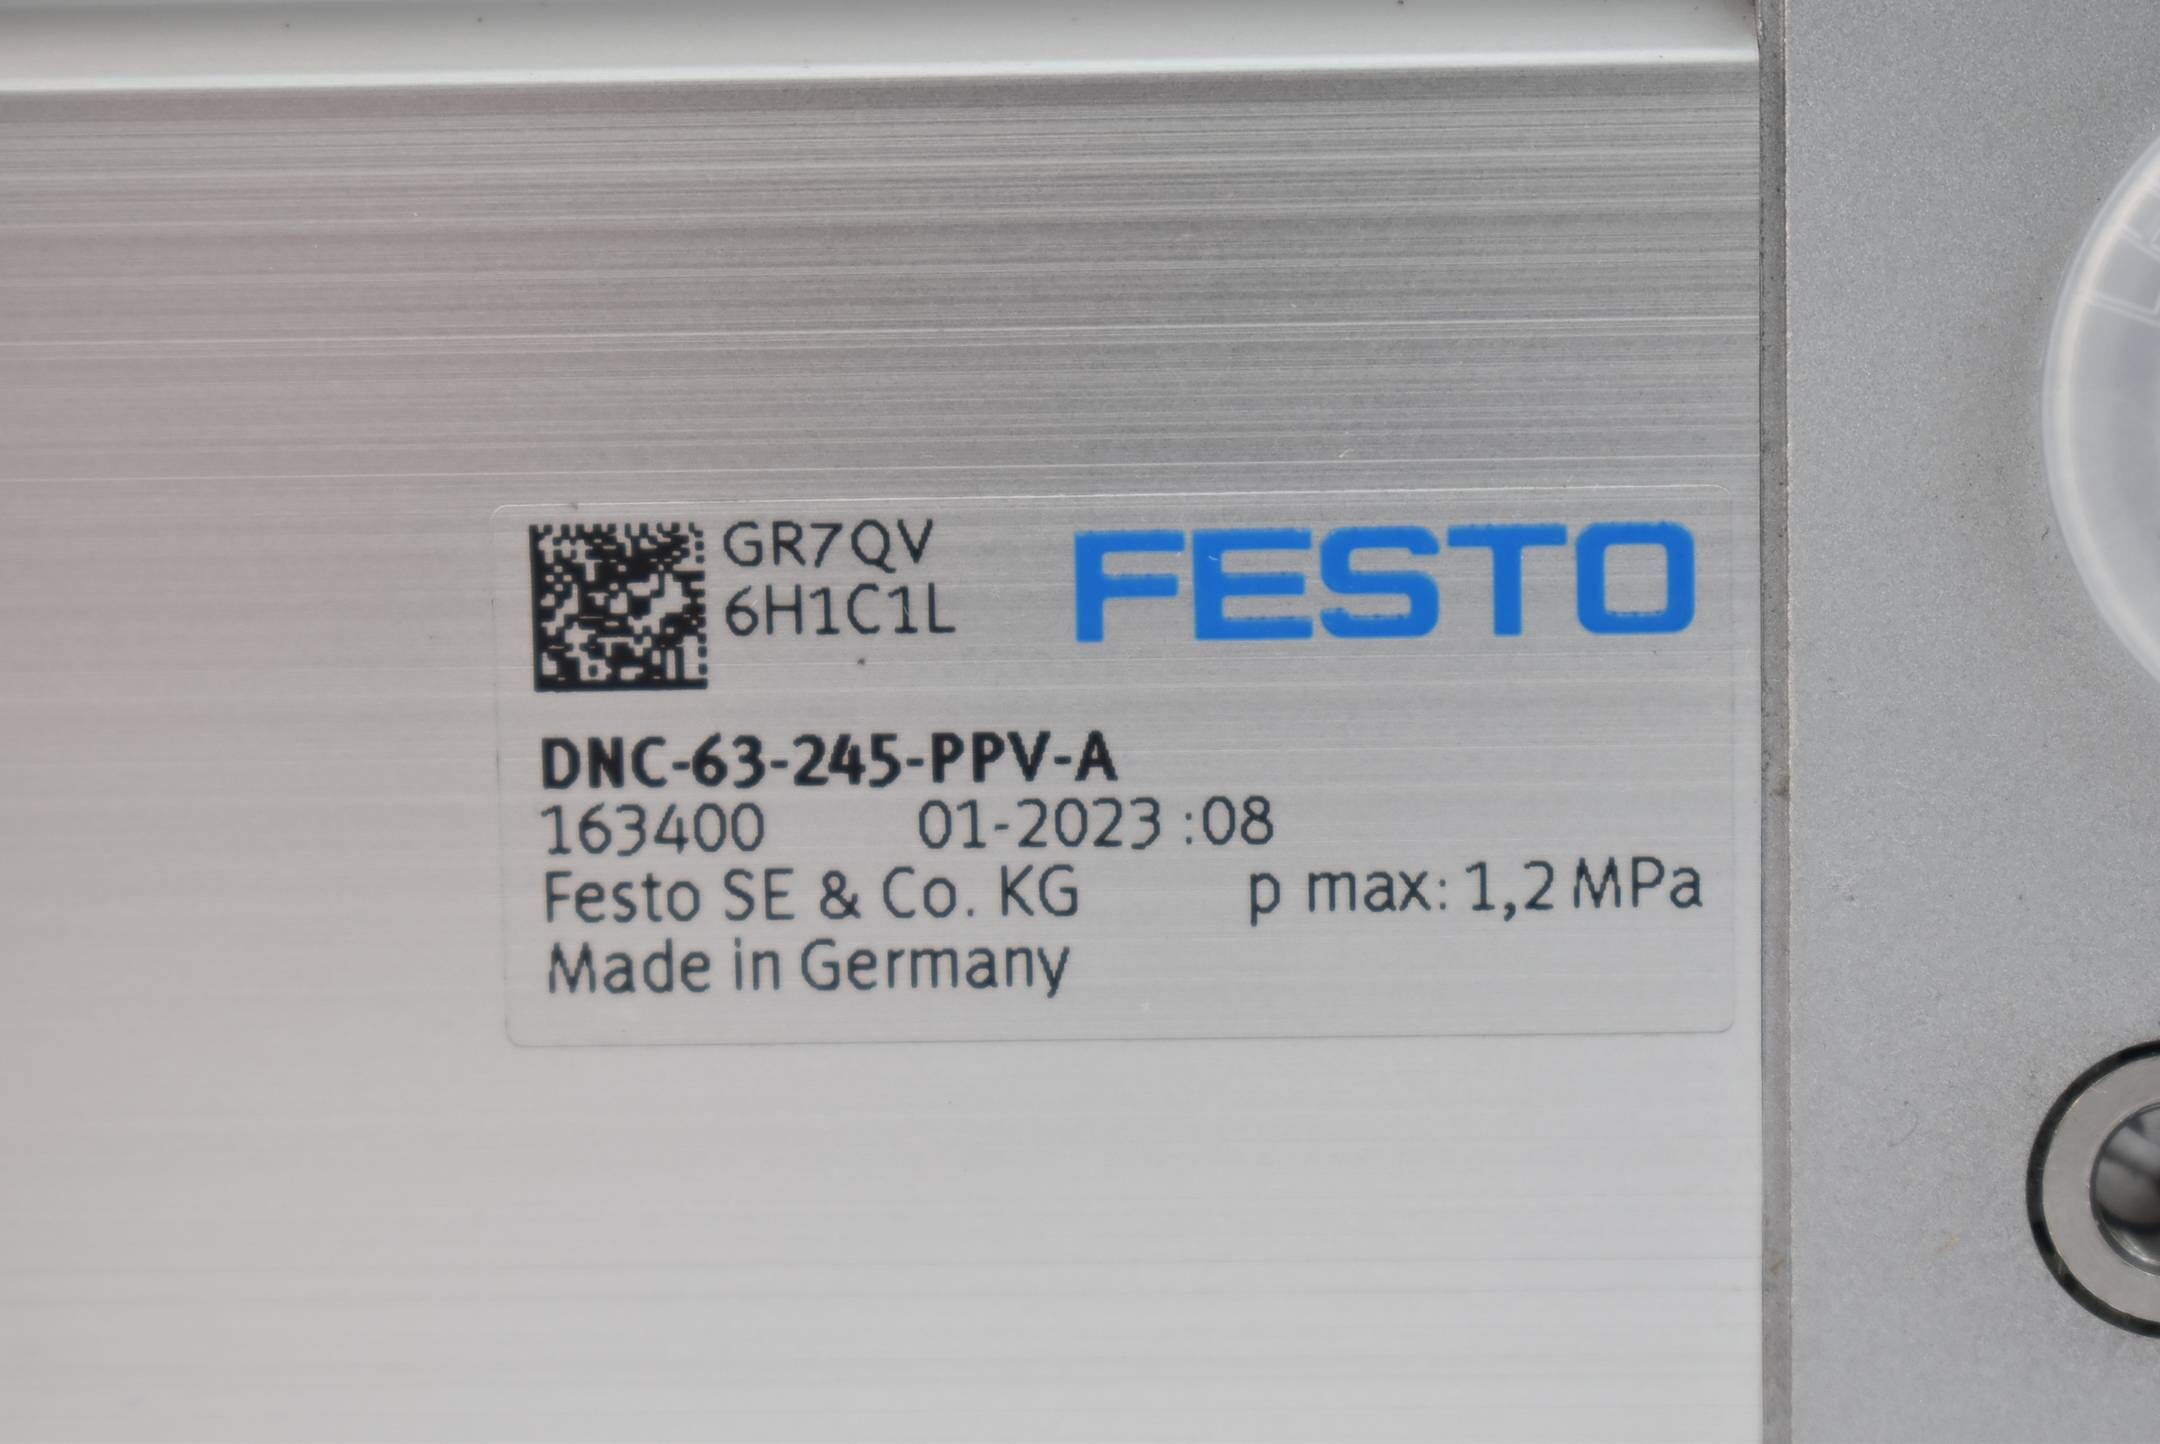 GR7QV
6H1C1L
FESTO
DNC-63-245-PPV-A
163400 01-2023 :08
Festo SE & Co. KG p max: 1,2 MPa
Made in Germany